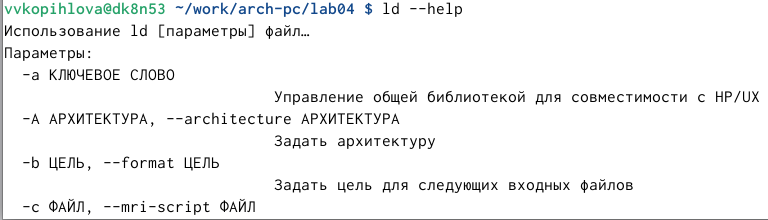 vvkopihlova@dk8n53 ~/work/arch-pc/lab04 $ ld --help
Использование ld [параметры] файл…
Параметры:
-a КЛЮЧЕВОЕ СЛОВО
Управление общей библиотекой для совместимости с HP/UX
-A АРХИТЕКТУРА, --architecture АРХИТЕКТУРА
Задать архитектуру
-b ЦЕЛЬ, --format ЦЕЛЬ
Задать цель для следующих входных файлов
-c ФАЙЛ, --mri-script ФАЙЛ